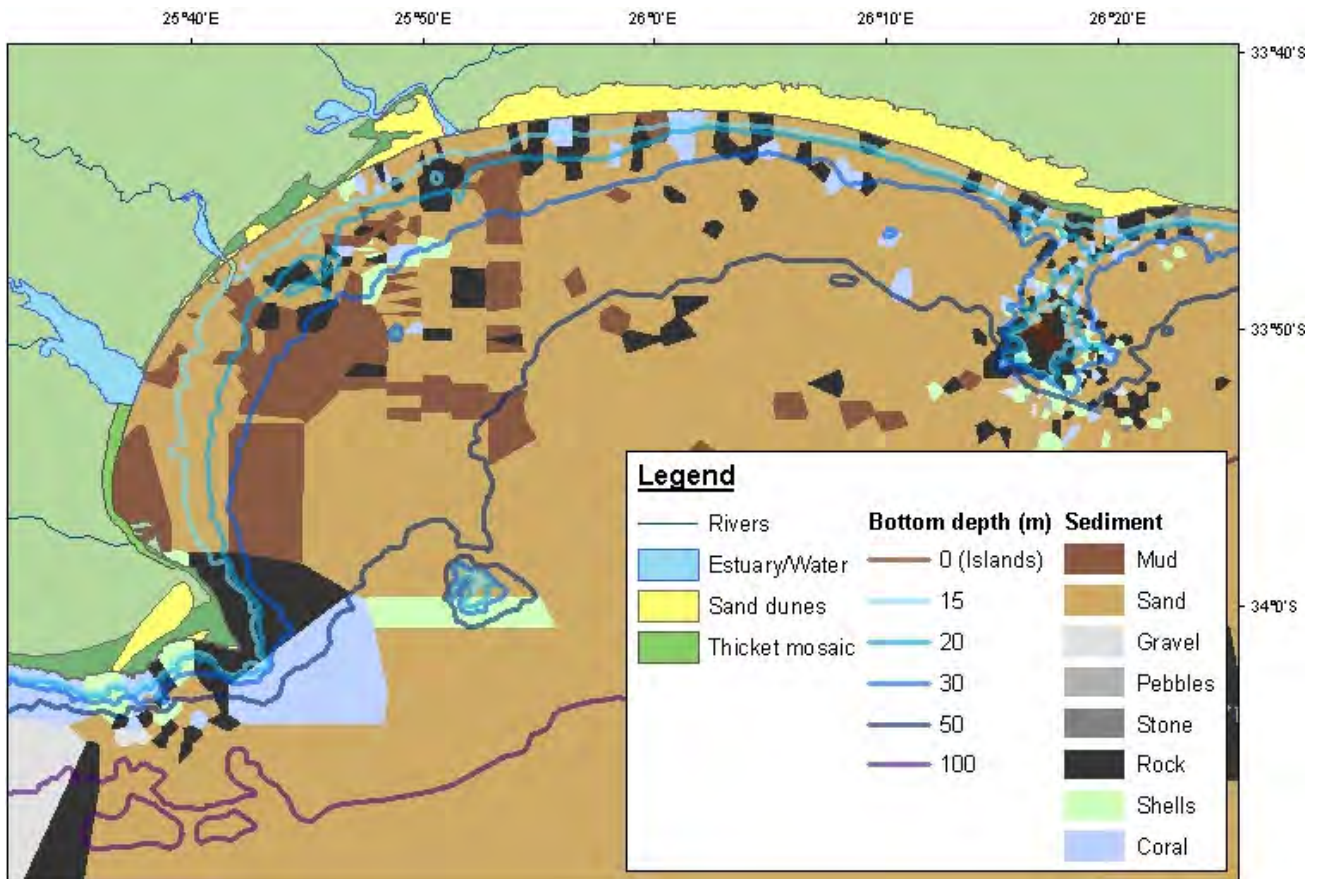 25°40'E 25°50'E 26°0'E 26°10'E 26°20'E
33°40'S
33°50'S
34°0'S
Legend
Rivers
Estuary/Water
Sand dunes
Thicket mosaic
Bottom depth (m)
0 (Islands)
15
20
30
50
100
Sediment
Mud
Sand
Gravel
Pebbles
Stone
Rock
Shells
Coral